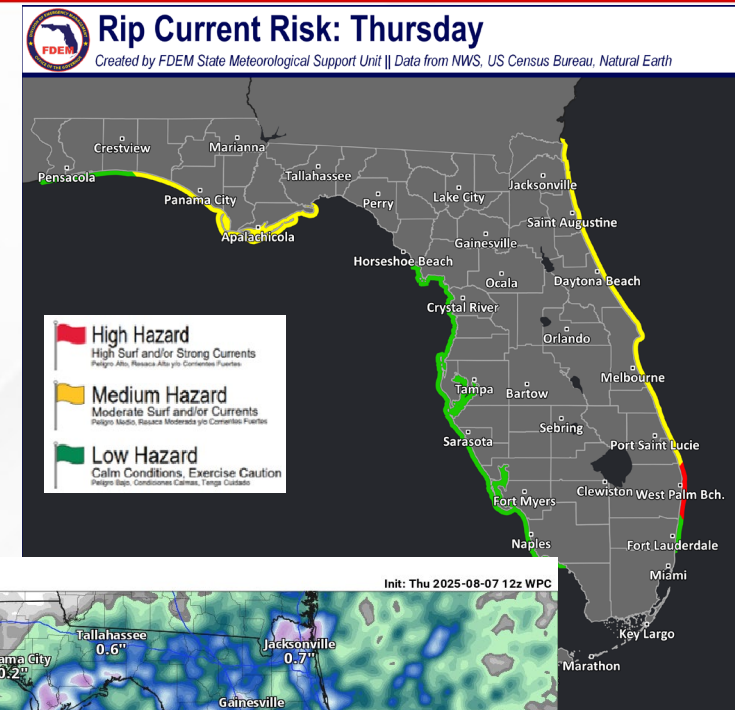 Rip Current Risk: Thursday
FDEM
Created by FDEM State Meteorological Support Unit || Data from NWS, US Census Bureau, Natural Earth
Crestview
Marianna
Pensacola
Tallahassee
Jacksonville
Panama City
Perry
Lake City
Apalachicola
Saint Augustine
Gainesville
Horseshoe Beach
Ocala
Daytona Beach
Crystal River
Orlando
High Hazard
High Surf and/or Strong Currents
Peligro Alto, Resaca Alta y/o Corrientes Fuertes
Medium Hazard
Moderate Surf and/or Currents
Peligro Medio, Resaca Moderada y/o Corrientes Fuertes
Low Hazard
Calm Conditions, Exercise Caution
Peligro Bajo, Condiciones Calmas, Tenga Cuidado
Melbourne
Tampa
Bartow
Sebring
Sarasota
Port Saint Lucie
Clewiston
West Palm Bch.
Fort Myers
Naples
Fort Lauderdale
Miami
Key Largo
Marathon
Init: Thu 2025-08-07 12z WPC
Tallahassee
0.6"
Jacksonville
0.7"
ama City
0.2"
Gainesville